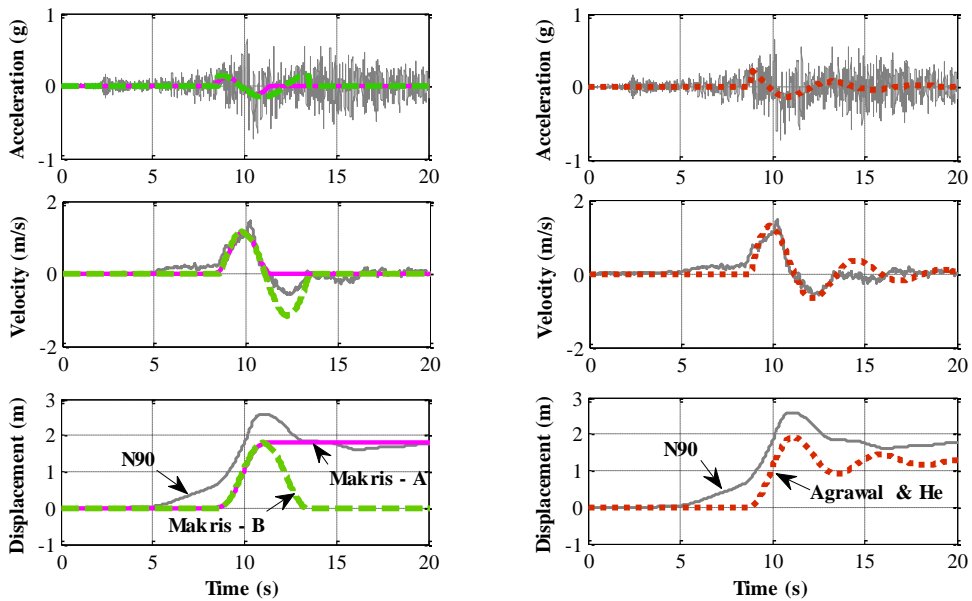 Acceleration (g)
1
0
-1
0 5 10 15 20
Velocity (m/s)
2
0
-2
0 5 10 15 20
Displacement (m)
3
2
1
0
-1
N90
Makris - A
Makris - B
0 5 10 15 20
Time (s)
Acceleration (g)
1
0
-1
0 5 10 15 20
Velocity (m/s)
2
0
-2
0 5 10 15 20
Displacement (m)
3
2
1
0
-1
N90
Agrawal & He
0 5 10 15 20
Time (s)